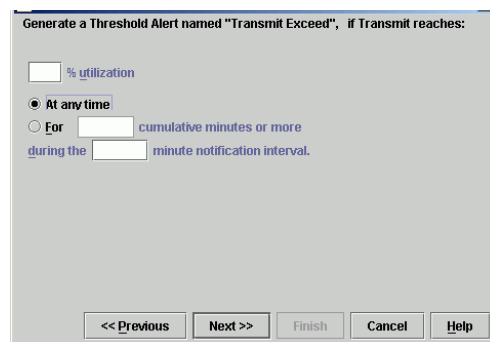 Generate a Threshold Alert named "Transmit Exceed", if Transmit reaches:
% utilization
At any time
For cumulative minutes or more
during the minute notification interval.
<< Previous Next >> Finish Cancel Help